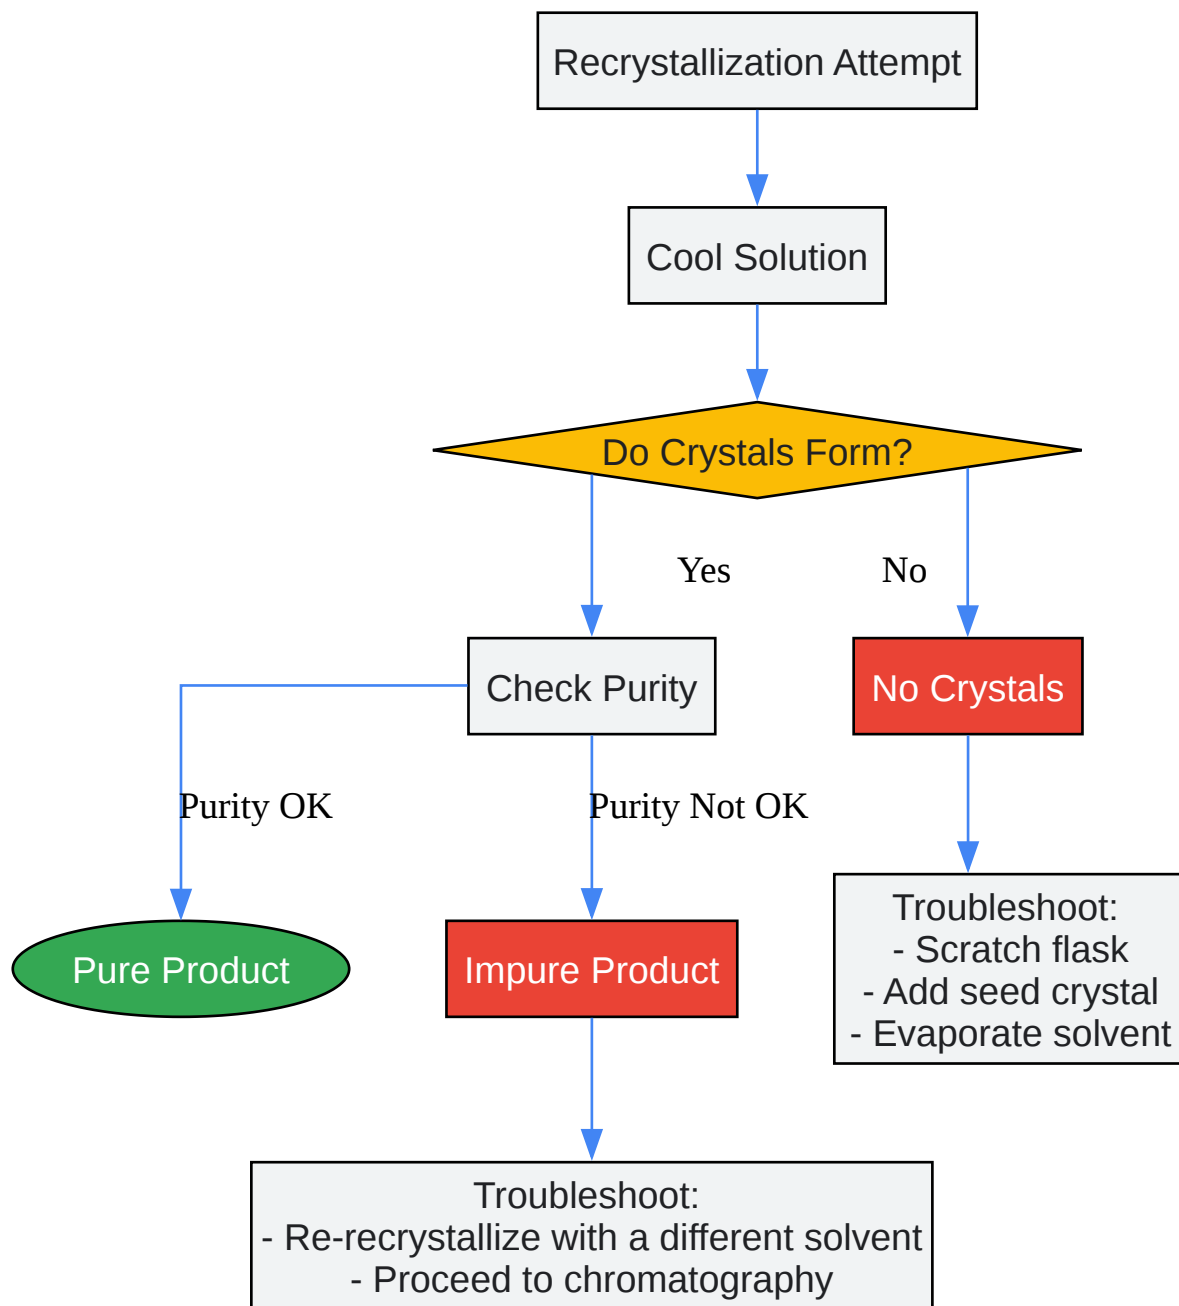 Recrystallization Attempt
Cool Solution
Do Crystals Form?
Yes
No
Check Purity
No Crystals
Purity OK
Purity Not OK
Pure Product
Impure Product
Troubleshoot:
- Scratch flask
- Add seed crystal
- Evaporate solvent
Troubleshoot:
- Re-recrystallize with a different solvent
- Proceed to chromatography